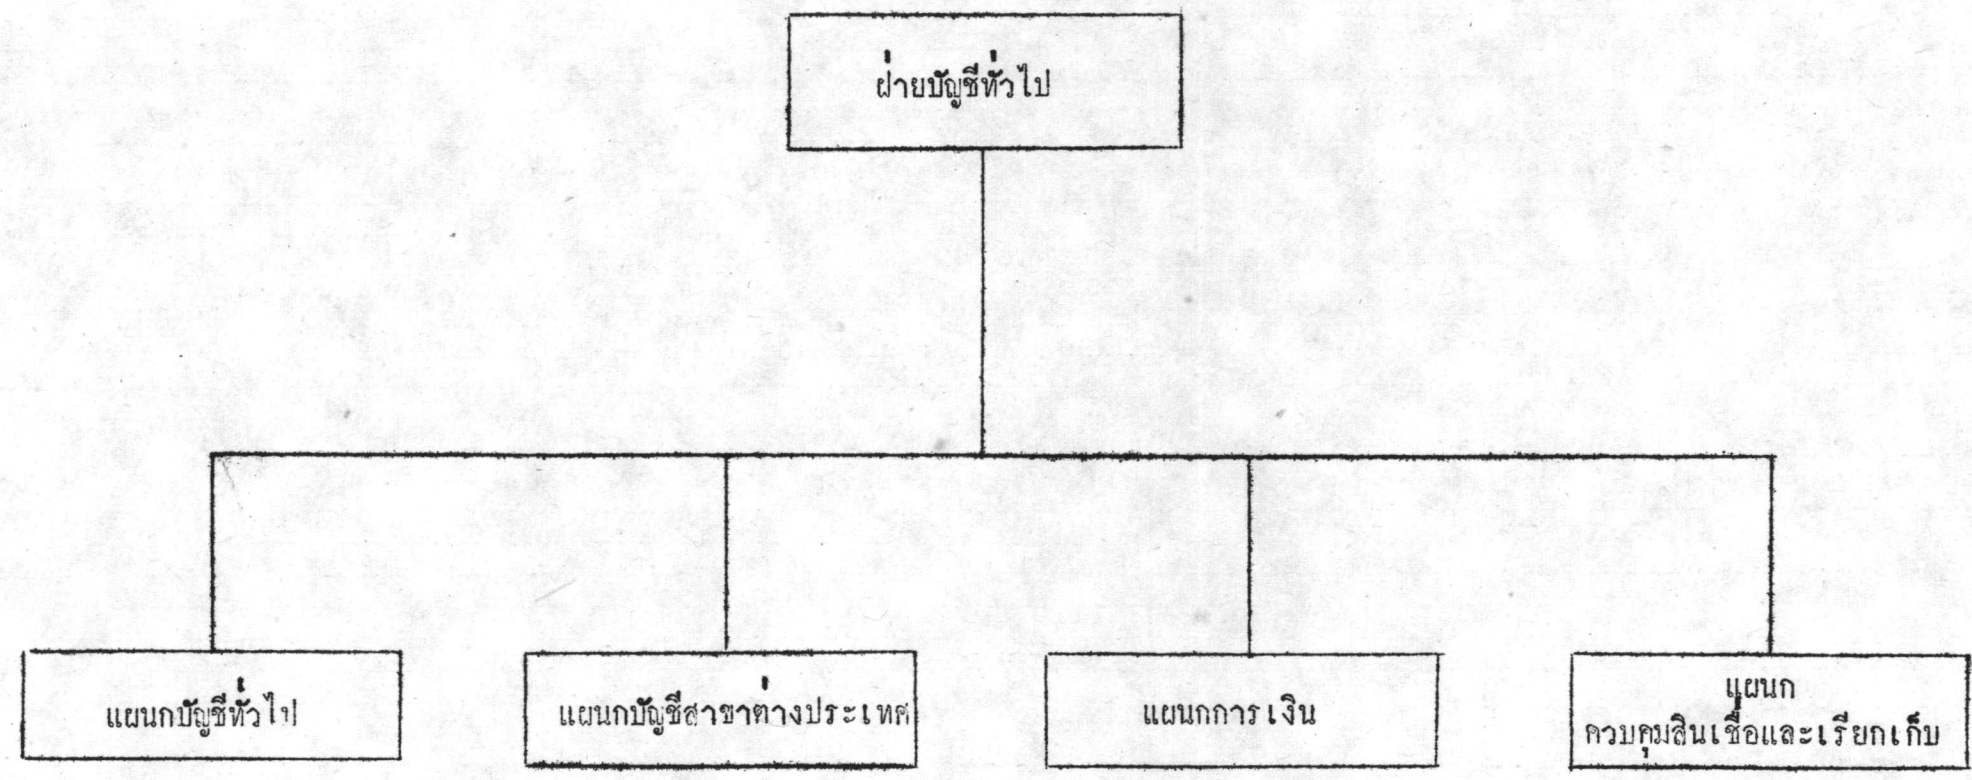 ฝ่ายบัญชีทั่วไป
แผนกบัญชีทั่วไป
แผนกบัญชีสาขาต่างประเทศ
แผนกการเงิน
แผนก
ควบคุมสินเชื่อและเรียกเก็บ